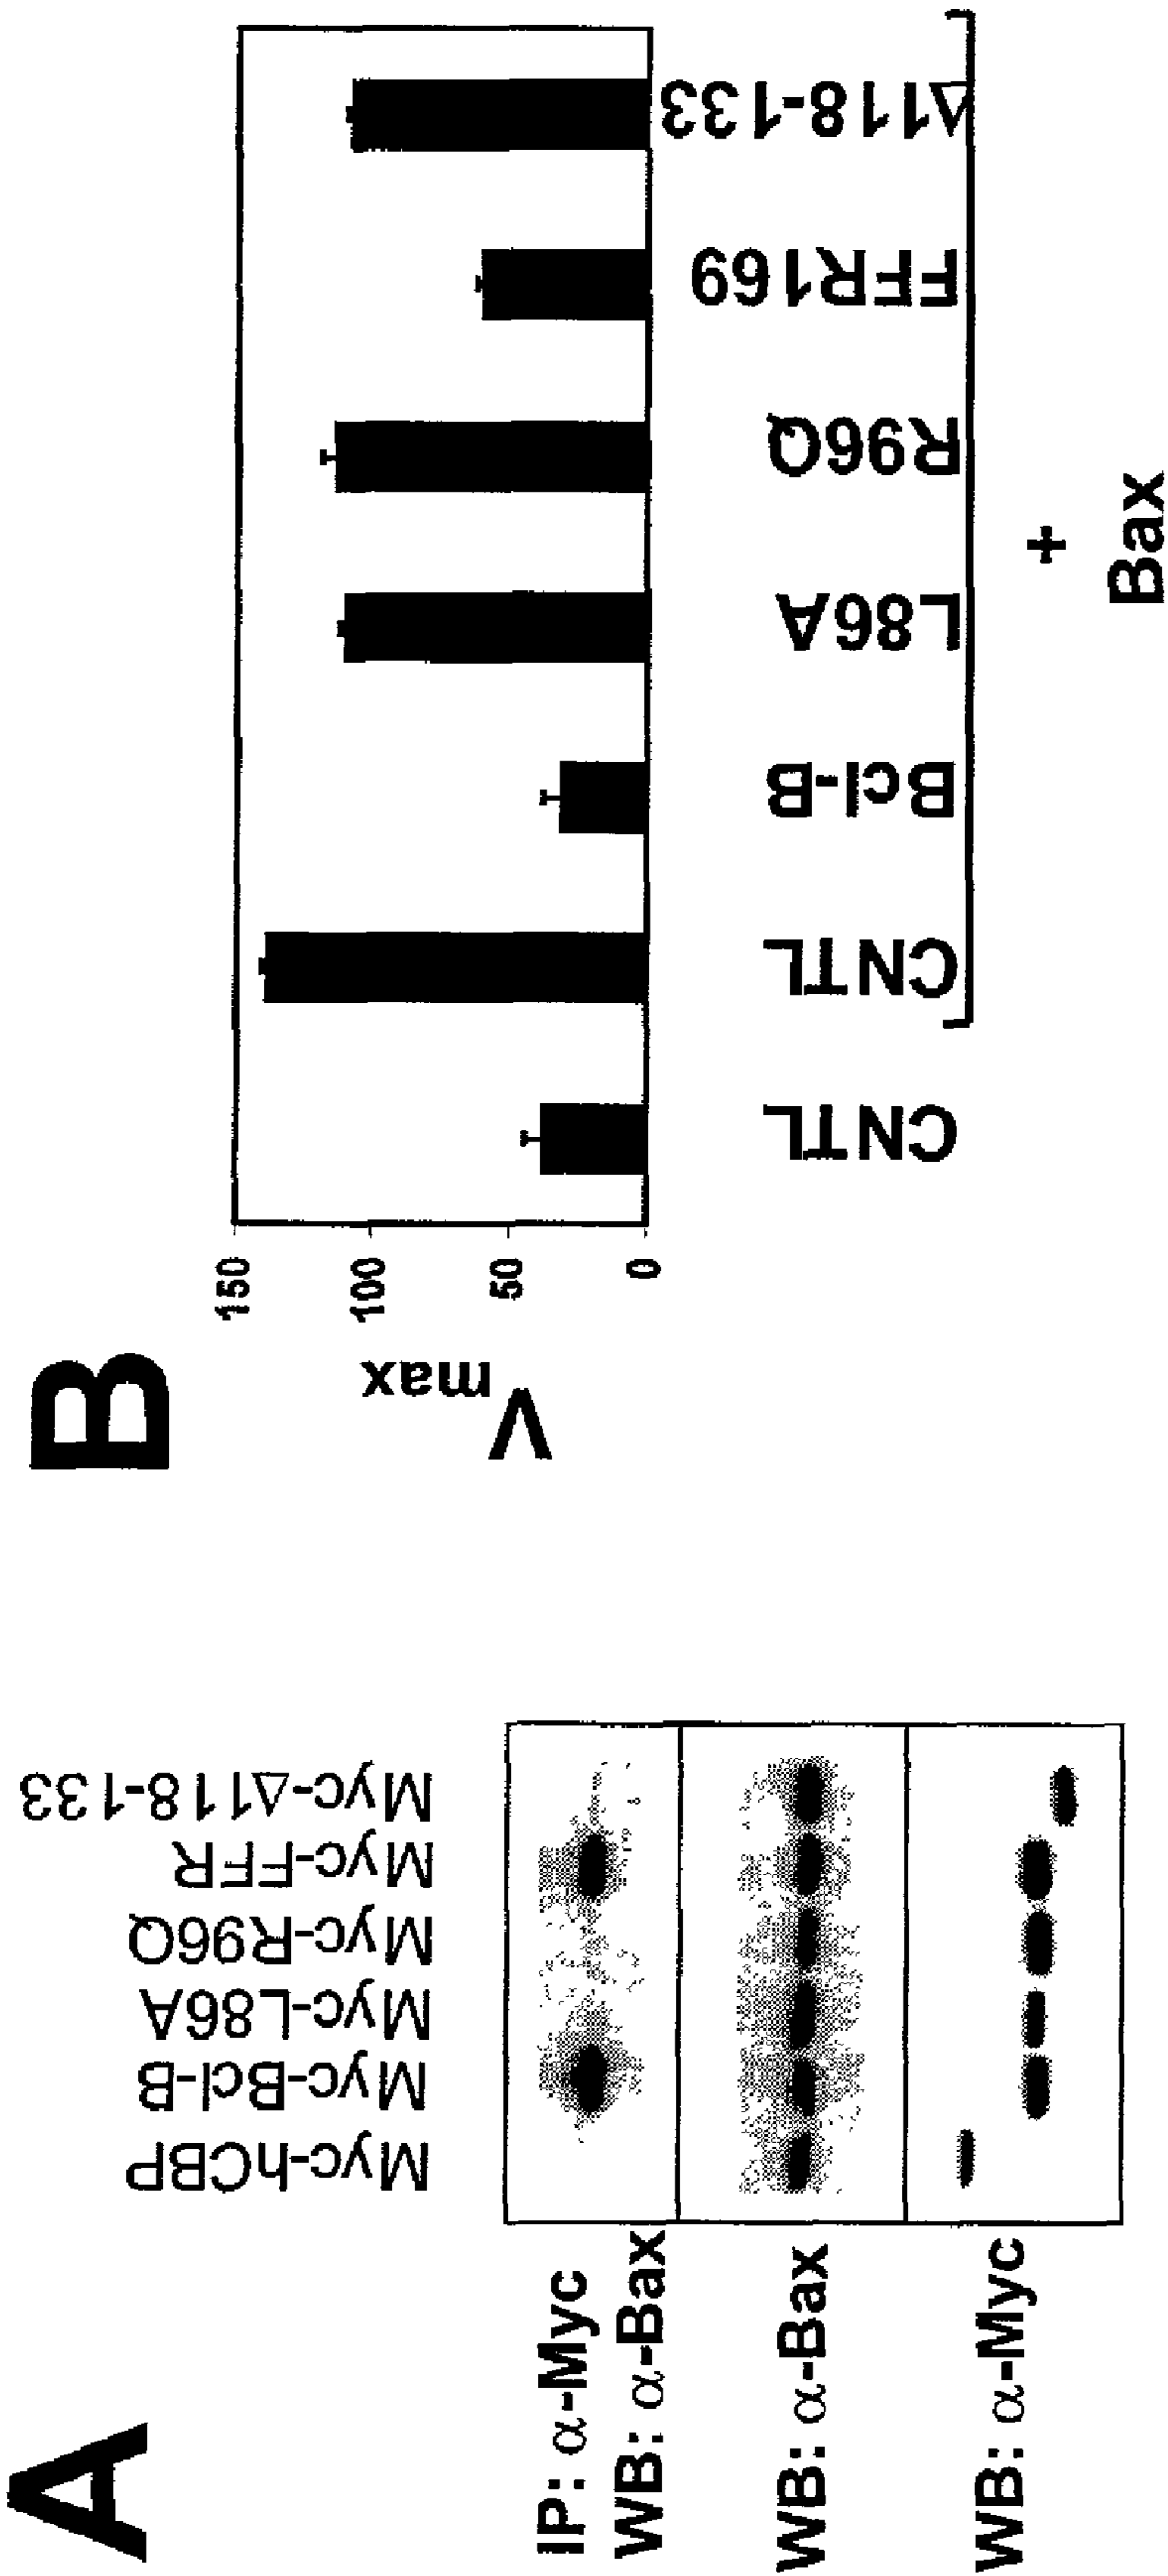 A
Myc-hCBP
Myc-Bcl-B
Myc-L86A
Myc-R96Q
Myc-FFR
Myc-Δ118-133
IP: α-Myc
WB: α-Bax
WB: α-Bax
WB: α-Myc
B
Vmax
150
100
50
0
CNTL
CNTL
Bcl-B
L86A
R96Q
FFR169
Δ118-133
+
Bax